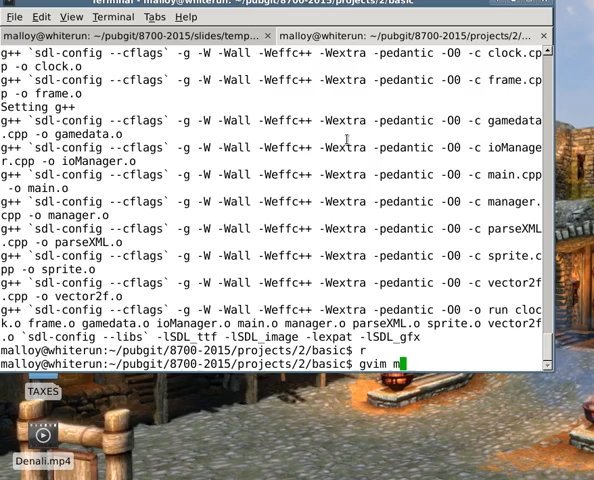 Terminal - malloy@whiterun: ~/pubgit/8700-2015/projects/2/basic
File Edit View Terminal Tabs Help
malloy@whiterun: ~/pubgit/8700-2015/slides/temp... × malloy@whiterun: ~/pubgit/8700-2015/projects/2/... ×
g++ `sdl-config --cflags` -g -W -Wall -Weffc++ -Wextra -pedantic -O0 -c clock.cp
p -o clock.o
g++ `sdl-config --cflags` -g -W -Wall -Weffc++ -Wextra -pedantic -O0 -c frame.cp
p -o frame.o
Setting g++
g++ `sdl-config --cflags` -g -W -Wall -Weffc++ -Wextra -pedantic -O0 -c gamedata
.cpp -o gamedata.o
g++ `sdl-config --cflags` -g -W -Wall -Weffc++ -Wextra -pedantic -O0 -c ioManage
r.cpp -o ioManager.o
g++ `sdl-config --cflags` -g -W -Wall -Weffc++ -Wextra -pedantic -O0 -c main.cpp
 -o main.o
g++ `sdl-config --cflags` -g -W -Wall -Weffc++ -Wextra -pedantic -O0 -c manager.
cpp -o manager.o
g++ `sdl-config --cflags` -g -W -Wall -Weffc++ -Wextra -pedantic -O0 -c parseXML
.cpp -o parseXML.o
g++ `sdl-config --cflags` -g -W -Wall -Weffc++ -Wextra -pedantic -O0 -c sprite.c
pp -o sprite.o
g++ `sdl-config --cflags` -g -W -Wall -Weffc++ -Wextra -pedantic -O0 -c vector2f
.cpp -o vector2f.o
g++ `sdl-config --cflags` -g -W -Wall -Weffc++ -Wextra -pedantic -O0 -o run cloc
k.o frame.o gamedata.o ioManager.o main.o manager.o parseXML.o sprite.o vector2f
.o `sdl-config --libs` -lSDL_ttf -lSDL_image -lexpat -lSDL_gfx
malloy@whiterun:~/pubgit/8700-2015/projects/2/basic$ r
malloy@whiterun:~/pubgit/8700-2015/projects/2/basic$ gvim m
TAXES
Denali.mp4